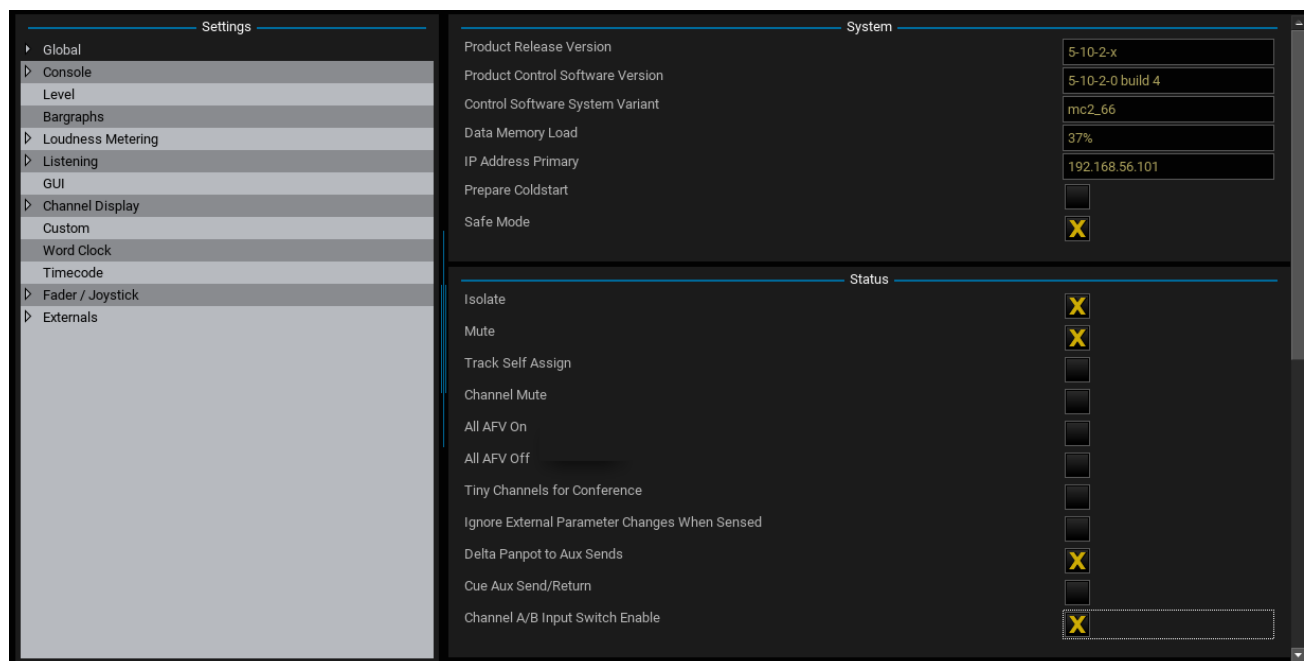 Settings
Global
Console
Level
Bargraphs
Loudness Metering
Listening
GUI
Channel Display
Custom
Word Clock
Timecode
Fader / Joystick
Externals
System
Product Release Version 5-10-2-x
Product Control Software Version 5-10-2-0 build 4
Control Software System Variant mc2_66
Data Memory Load 37%
IP Address Primary 192.168.56.101
Prepare Coldstart
Safe Mode X
Status
Isolate X
Mute X
Track Self Assign
Channel Mute
All AFV On
All AFV Off
Tiny Channels for Conference
Ignore External Parameter Changes When Sensed
Delta Panpot to Aux Sends X
Cue Aux Send/Return
Channel A/B Input Switch Enable X